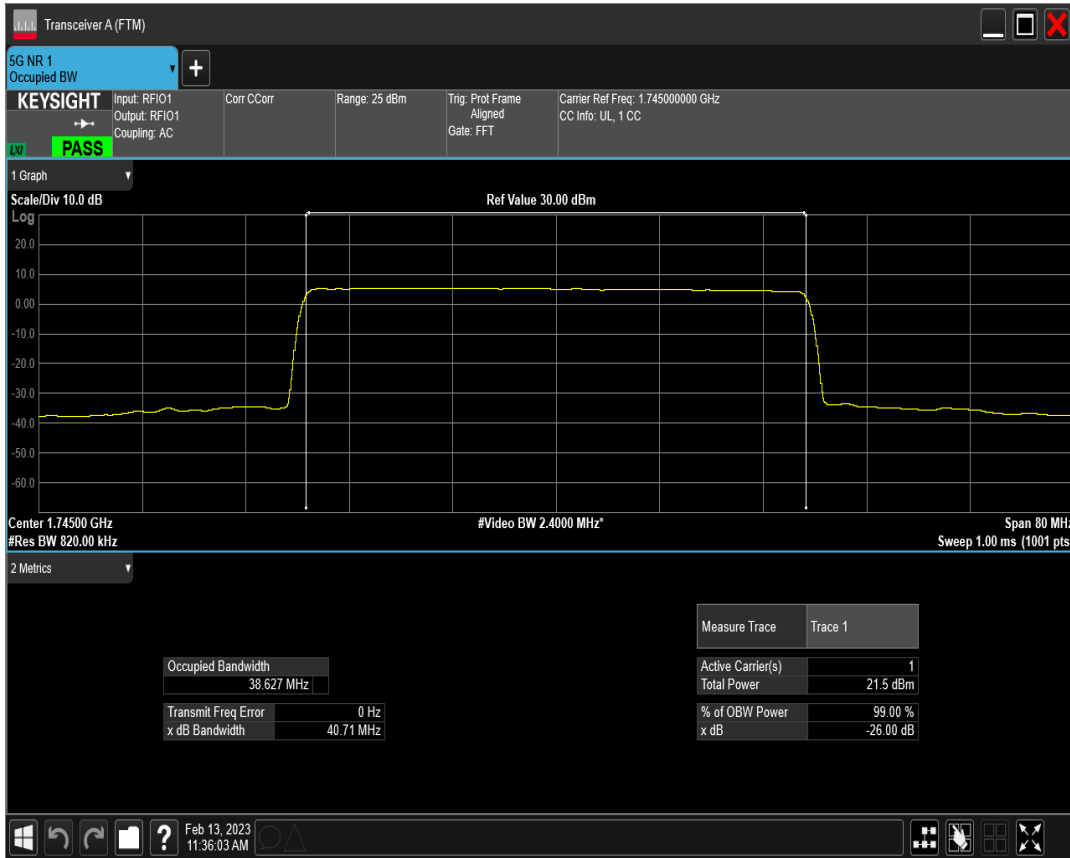 Transceiver A (FTM)
5G NR 1
Occupied BW
+
KEYSIGHT
LXI
PASS
Input: RFIO1
Output: RFIO1
Coupling: AC
Corr CCorr
Range: 25 dBm
Trig: Prot Frame
Aligned
Gate: FFT
Carrier Ref Freq: 1.745000000 GHz
CC Info: UL, 1 CC
1 Graph
Scale/Div 10.0 dB
Ref Value 30.00 dBm
Log
20.0
10.0
0.00
-10.0
-20.0
-30.0
-40.0
-50.0
-60.0
Center 1.74500 GHz
#Video BW 2.4000 MHz*
Span 80 MHz
#Res BW 820.00 kHz
Sweep 1.00 ms (1001 pts
2 Metrics
Measure Trace Trace 1
Occupied Bandwidth
38.627 MHz
Active Carrier(s) 1
Total Power 21.5 dBm
Transmit Freq Error 0 Hz
x dB Bandwidth 40.71 MHz
% of OBW Power 99.00 %
x dB -26.00 dB
?
Feb 13, 2023
11:36:03 AM